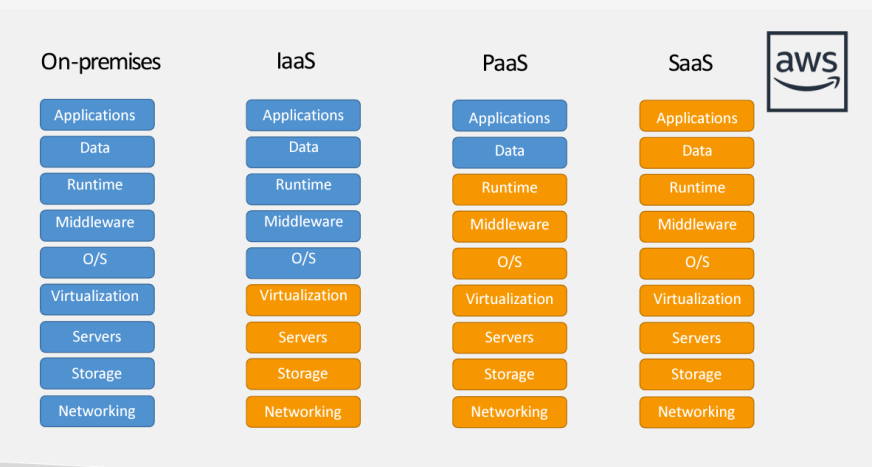 On-premises
IaaS
PaaS
SaaS
aws
Applications
Applications
Applications
Applications
Data
Data
Data
Data
Runtime
Runtime
Runtime
Runtime
Middleware
Middleware
Middleware
Middleware
O/S
O/S
O/S
O/S
Virtualization
Virtualization
Virtualization
Virtualization
Servers
Servers
Servers
Servers
Storage
Storage
Storage
Storage
Networking
Networking
Networking
Networking